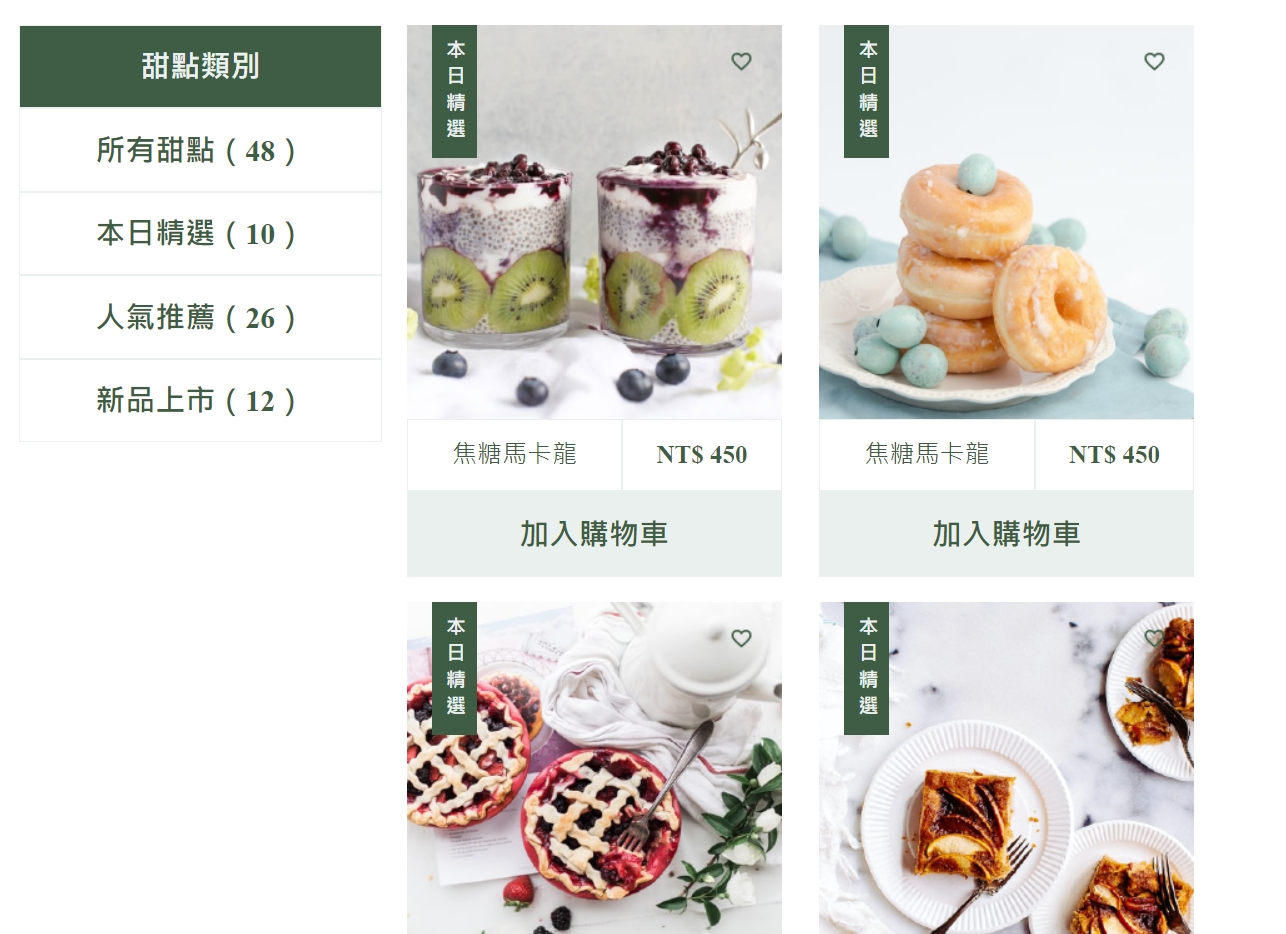 甜點類別
所有甜點 ( 48 )
本日精選 ( 10 )
人氣推薦 ( 26 )
新品上市 ( 12 )
本日精選
焦糖馬卡龍
NT$ 450
加入購物車
本日精選
焦糖馬卡龍
NT$ 450
加入購物車
本日精選
本日精選